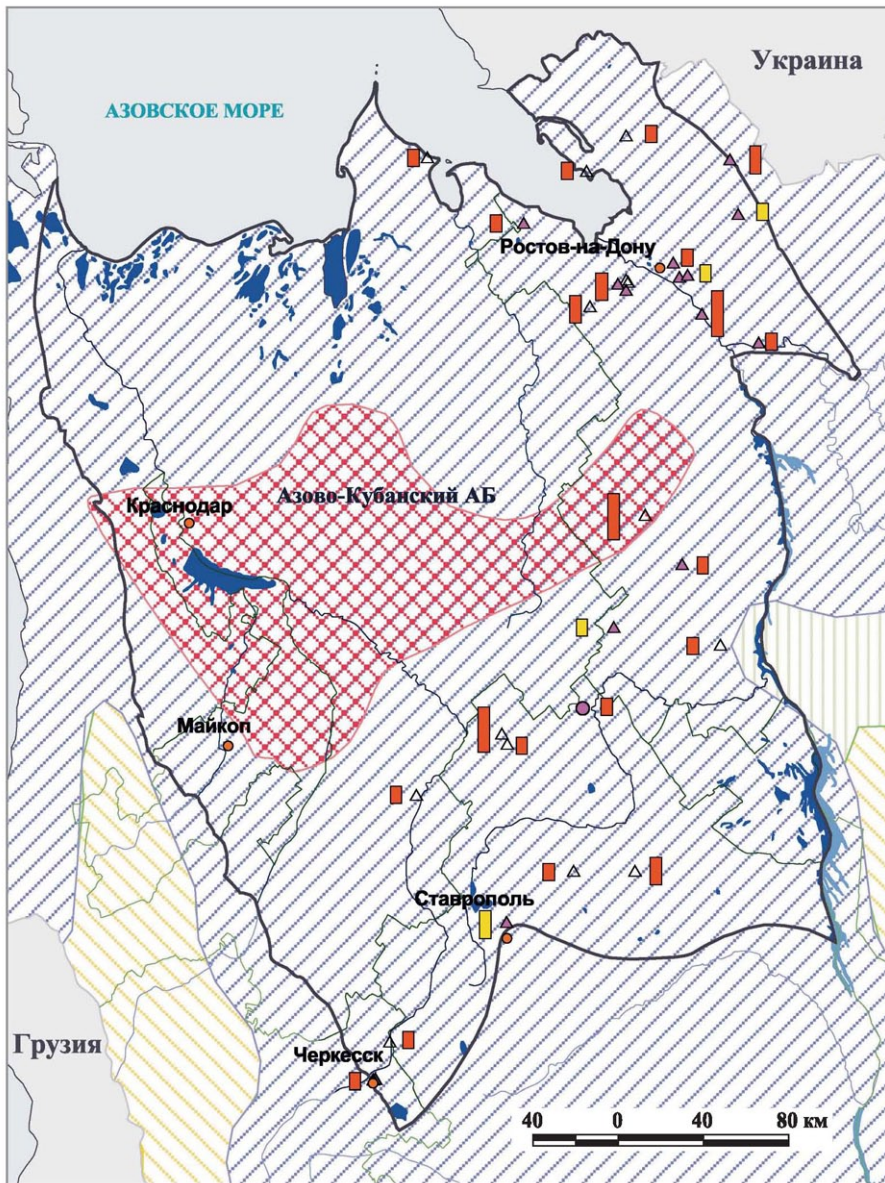 Украина
АЗОВСКОЕ МОРЕ
Ростов-на-Дону
Азово-Кубанский АБ
Краснодар
Майкоп
Ставрополь
Грузия
Черкесск
40 0 40 80 км